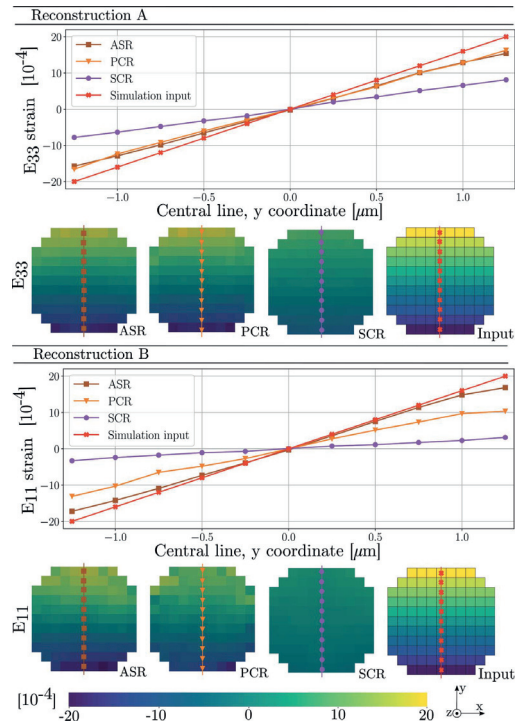 Reconstruction A
E33 strain [10-4]
20
10
0
−10
−20
ASR
PCR
SCR
Simulation input
−1.0 −0.5 0.0 0.5 1.0
Central line, y coordinate [μm]
E33
ASR PCR SCR Input
Reconstruction B
E11 strain [10-4]
20
10
0
−10
−20
ASR
PCR
SCR
Simulation input
−1.0 −0.5 0.0 0.5 1.0
Central line, y coordinate [μm]
E11
ASR PCR SCR Input
[10-4]
-20 -10 0 10 20
y
z x